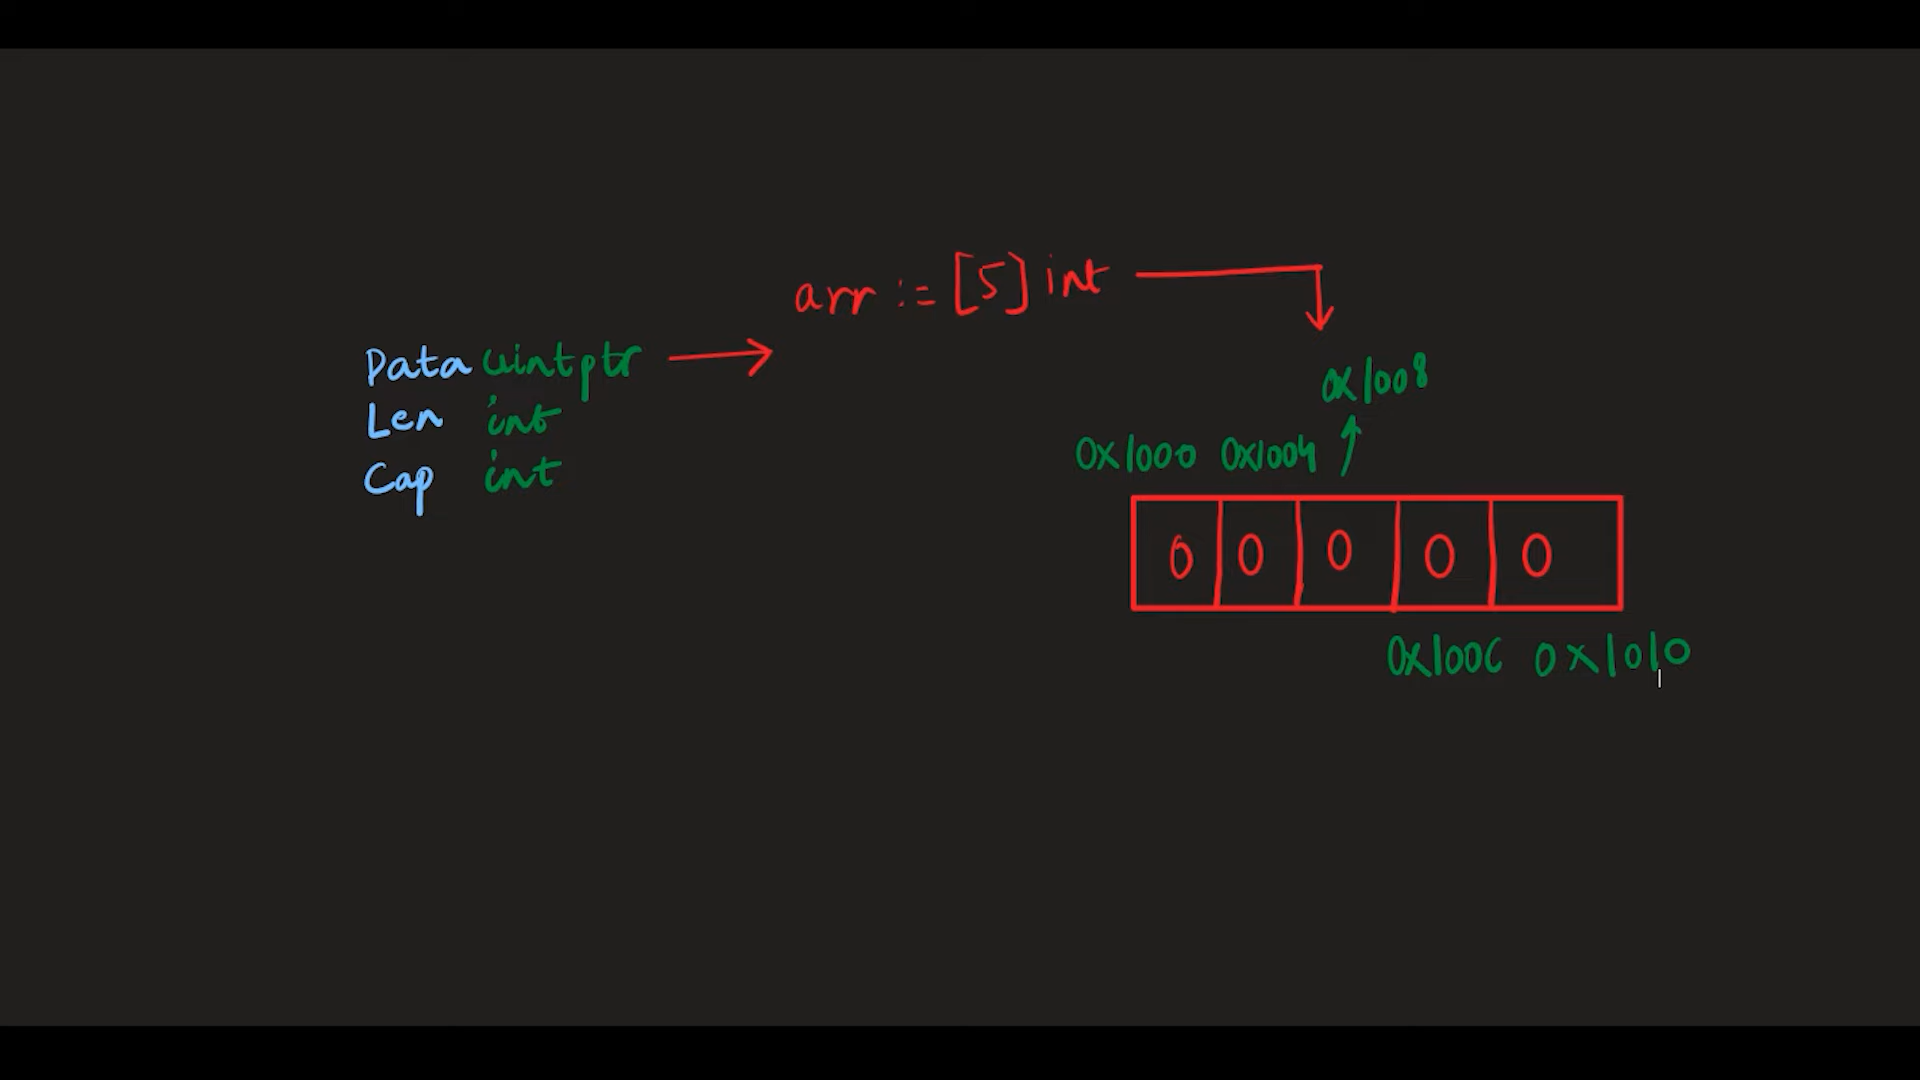 arr := [5] int
Data uintptr
Len int
Cap int
0x1008
0x1000 0x1004
0 0 0 0 0
0x100C 0x1010